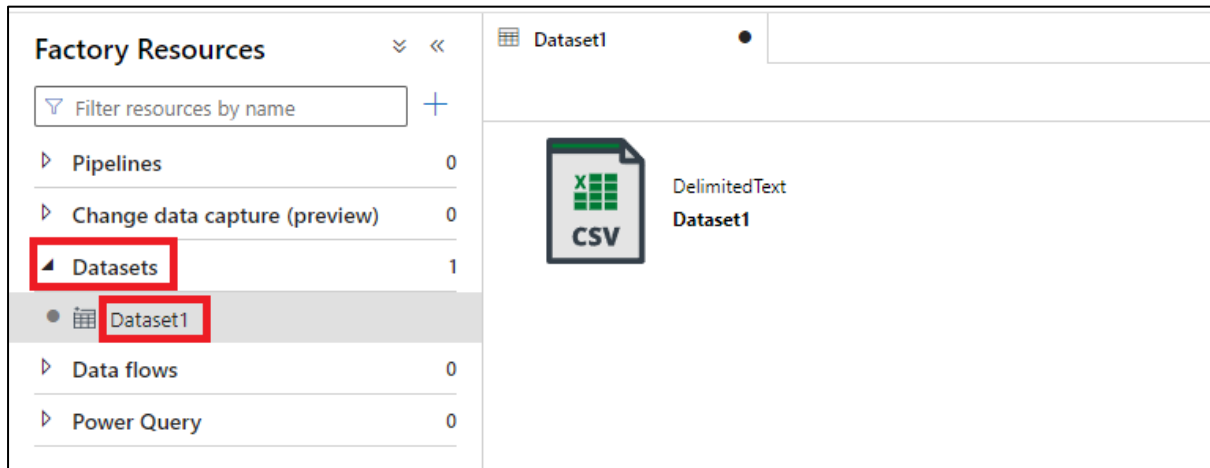 Factory Resources
Filter resources by name
Pipelines 0
Change data capture (preview) 0
Datasets 1
Dataset1
Data flows 0
Power Query 0
Dataset1
X
CSV
DelimitedText
Dataset1